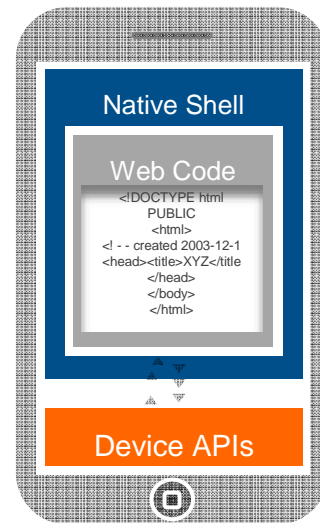 Native Shell
Web Code
<!DOCTYPE html
PUBLIC
<html>
<! - - created 2003-12-1
<head><title>XYZ</title
</head>
</body>
</html>
Device APIs